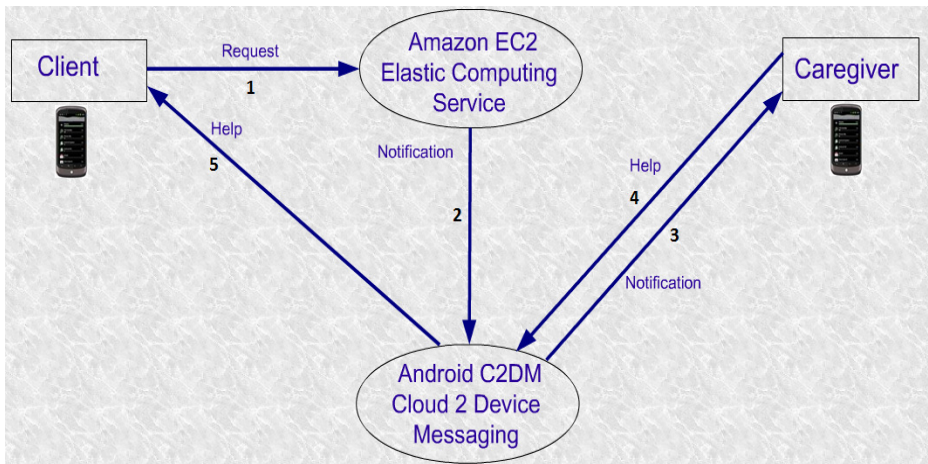 Client
Request
1
Amazon EC2
Elastic Computing
Service
Caregiver
Help
5
Notification
2
Help
4
3
Notification
Android C2DM
Cloud 2 Device
Messaging